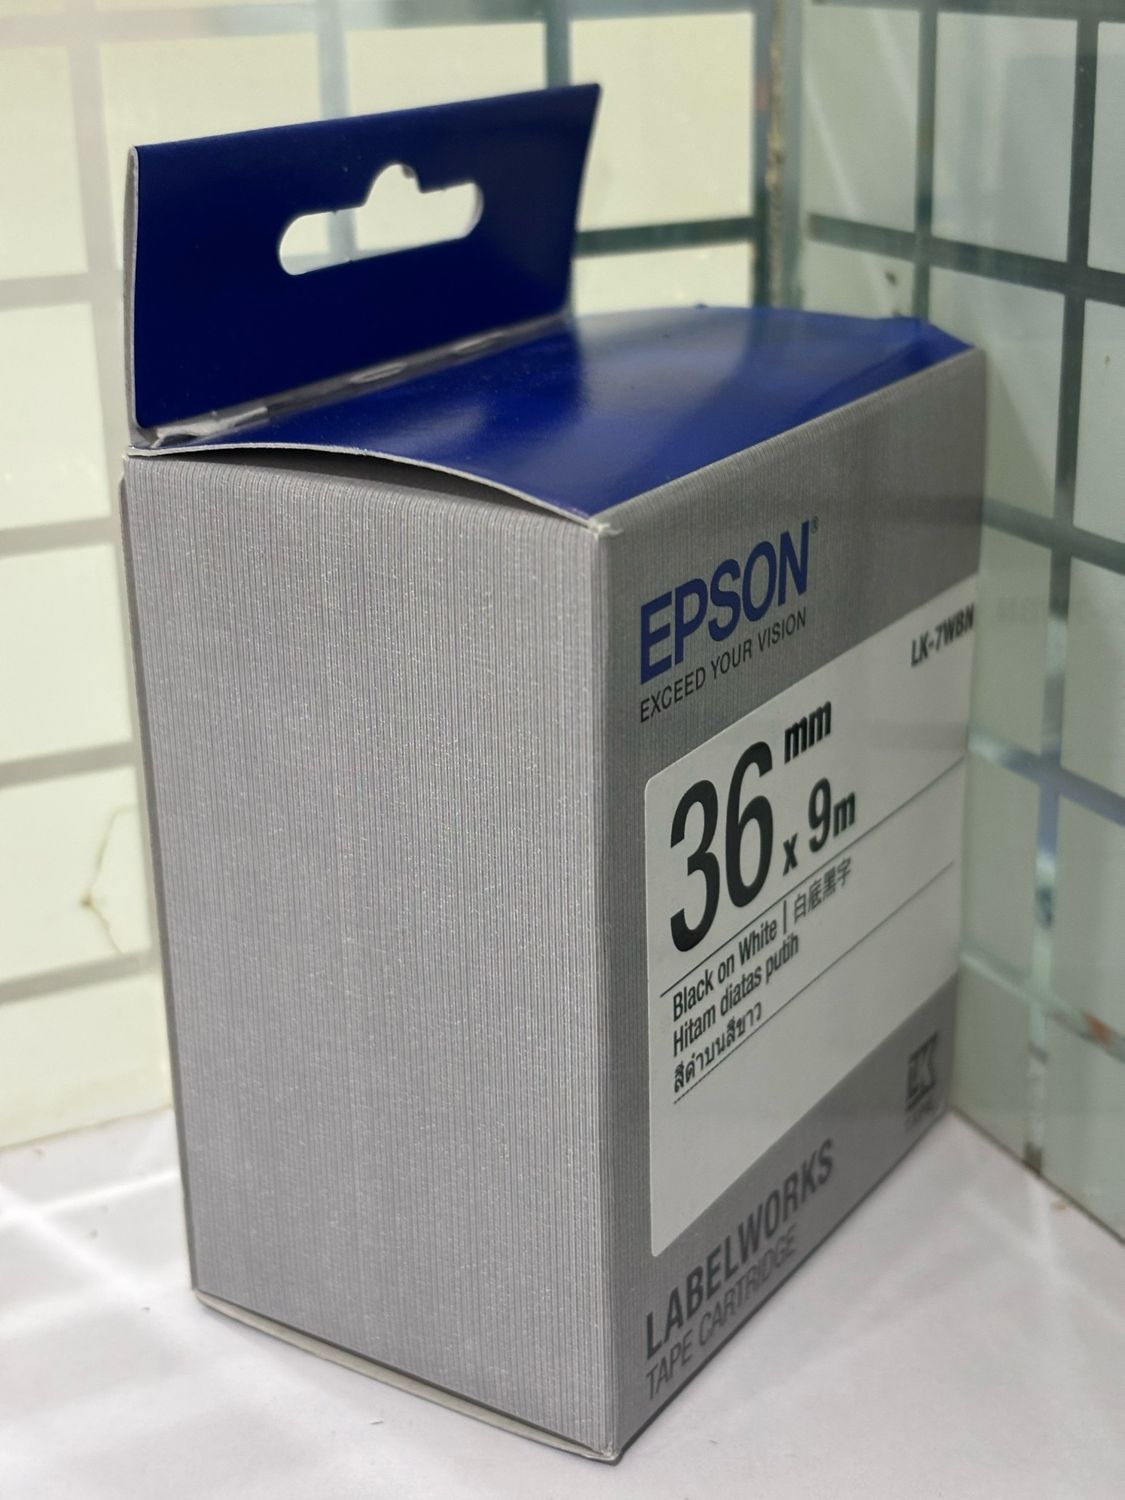 EPSON®
EXCEED YOUR VISION
LK-7WBN
36 mm x 9m
Black on White | 白底黑字
Hitam diatas putih
สีดำบนสีขาว
LABELWORKS
TAPE CARTRIDGE